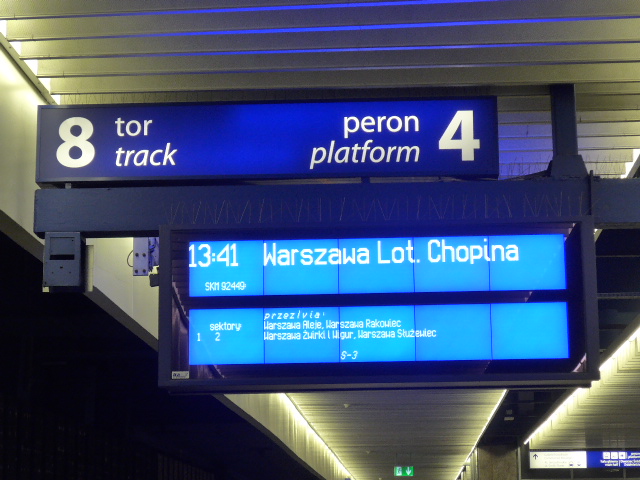 8 tor peron 4
track platform
13:41 Warszawa Lot. Chopina
SKM 92449
przez/via:
sektory: Warszawa Aleje, Warszawa Rakowiec
1 2 Warszawa Żwirki i Wigur, Warszawa Służewiec
S-3